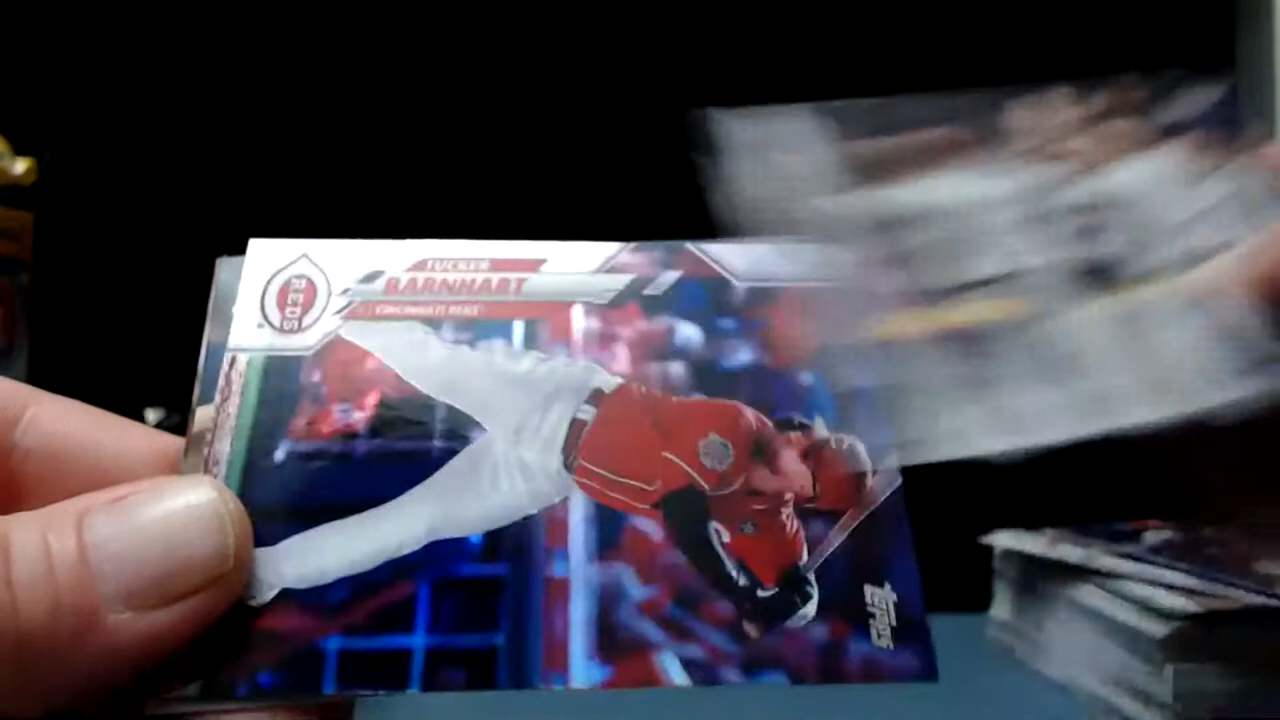 TUCKER
BARNHART
CINCINNATI REDS
REDS
Topps